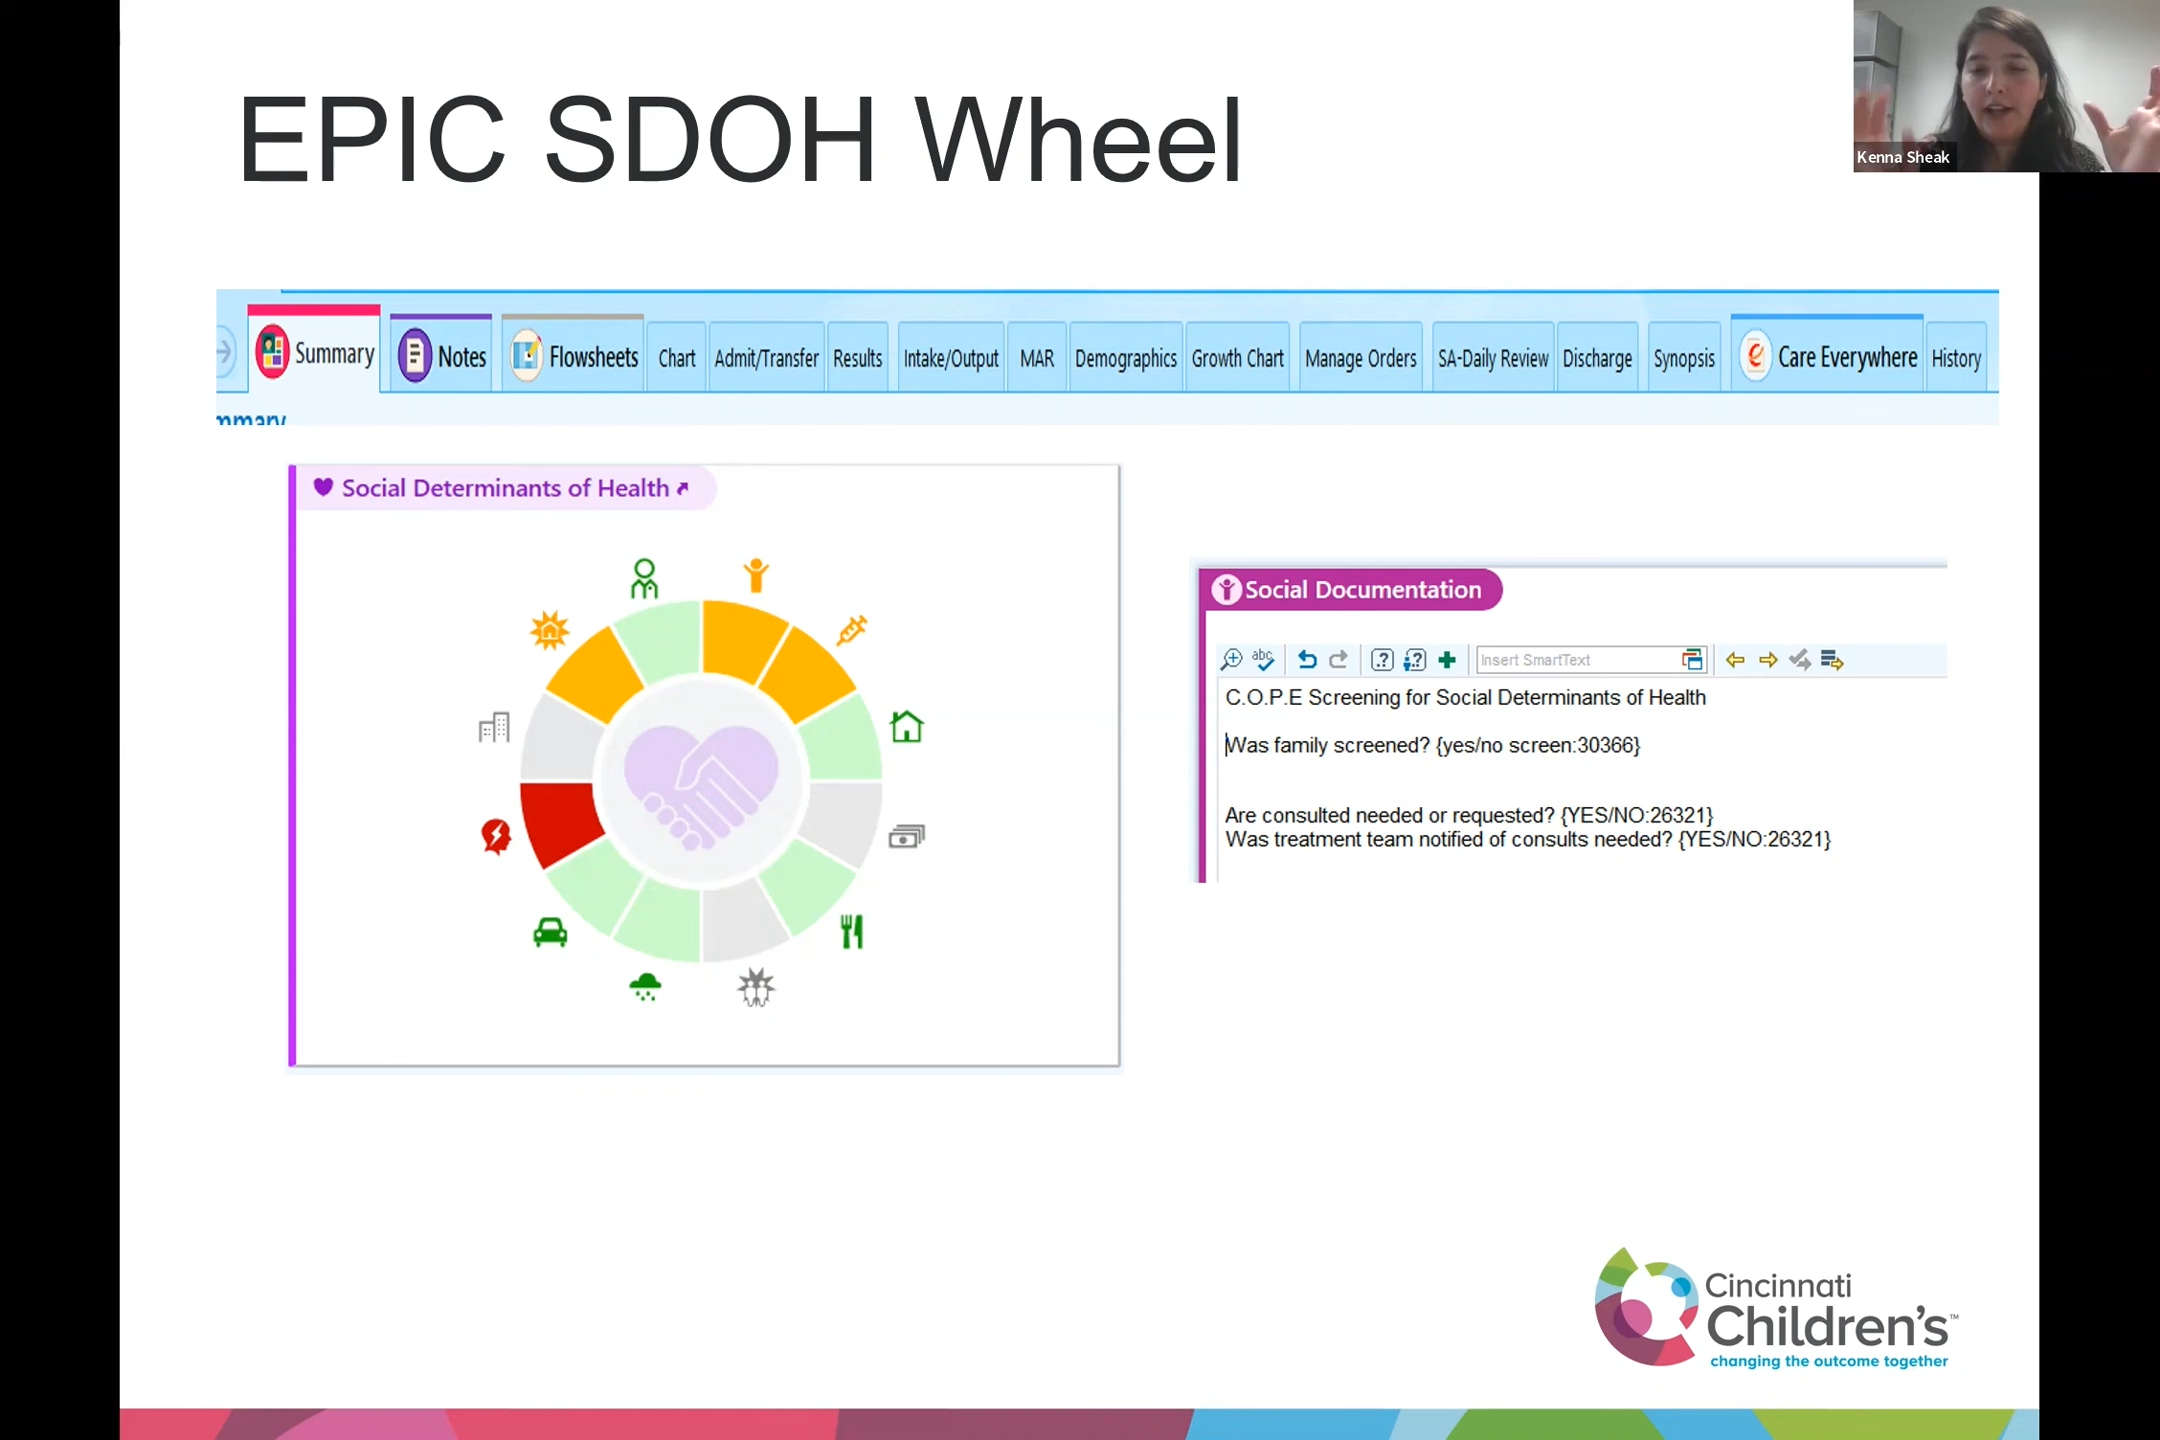 EPIC SDOH Wheel
Kenna Sheak
Summary Notes Flowsheets Chart Admit/Transfer Results Intake/Output MAR Demographics Growth Chart Manage Orders SA-Daily Review Discharge Synopsis Care Everywhere History
mmary
Social Determinants of Health
Social Documentation
abc
Insert SmartText
C.O.P.E Screening for Social Determinants of Health
Was family screened? {yes/no screen:30366}
Are consulted needed or requested? {YES/NO:26321}
Was treatment team notified of consults needed? {YES/NO:26321}
Cincinnati
Children's™
changing the outcome together